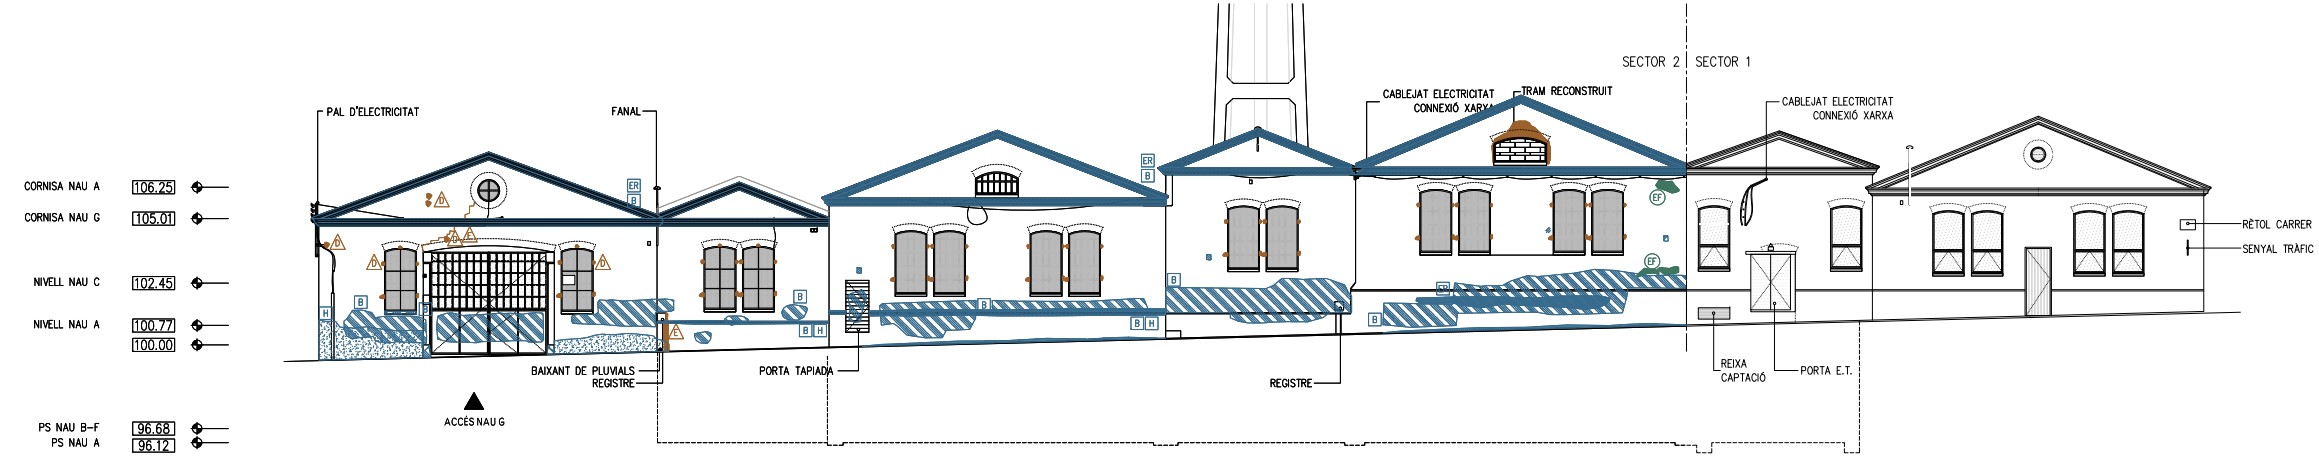 SECTOR 2 SECTOR 1
PAL D'ELECTRICITAT
FANAL
CABLEJAT ELECTRICITAT
CONNEXIÓ XARXA
TRAM RECONSTRUIT
CABLEJAT ELECTRICITAT
CONNEXIÓ XARXA
CORNISA NAU A 106.25
CORNISA NAU G 105.01
NIVELL NAU C 102.45
NIVELL NAU A 100.77
100.00
PS NAU B-F 96.68
PS NAU A 96.12
ER
B
ER
B
D
D
D
E
D
D
EF
EF
H
B
B
B
B
B
B
H
B
H
E
ER
B
RÈTOL CARRER
SENYAL TRÀFIC
BAIXANT DE PLUVIALS
REGISTRE
PORTA TAPIADA
REGISTRE
REIXA
CAPTACIÓ
PORTA E.T.
ACCÉS NAU G